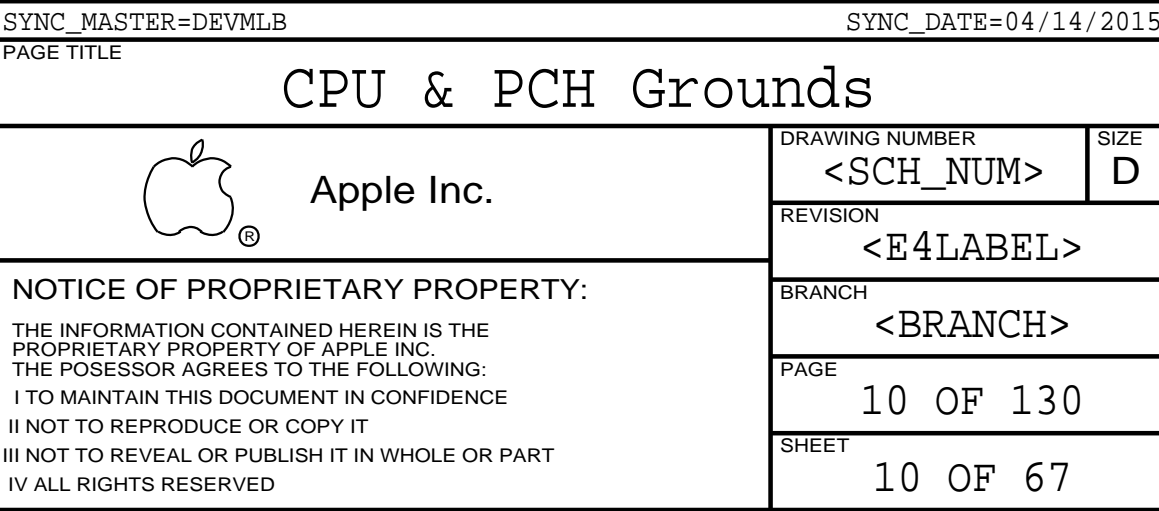 SYNC_MASTER=DEVMLB
SYNC_DATE=04/14/2015
PAGE TITLE
CPU & PCH Grounds
Apple Inc.
®
DRAWING NUMBER
<SCH_NUM>
SIZE
D
REVISION
<E4LABEL>
BRANCH
<BRANCH>
PAGE
10 OF 130
SHEET
10 OF 67
NOTICE OF PROPRIETARY PROPERTY:
THE INFORMATION CONTAINED HEREIN IS THE
PROPRIETARY PROPERTY OF APPLE INC.
THE POSESSOR AGREES TO THE FOLLOWING:
I TO MAINTAIN THIS DOCUMENT IN CONFIDENCE
II NOT TO REPRODUCE OR COPY IT
III NOT TO REVEAL OR PUBLISH IT IN WHOLE OR PART
IV ALL RIGHTS RESERVED